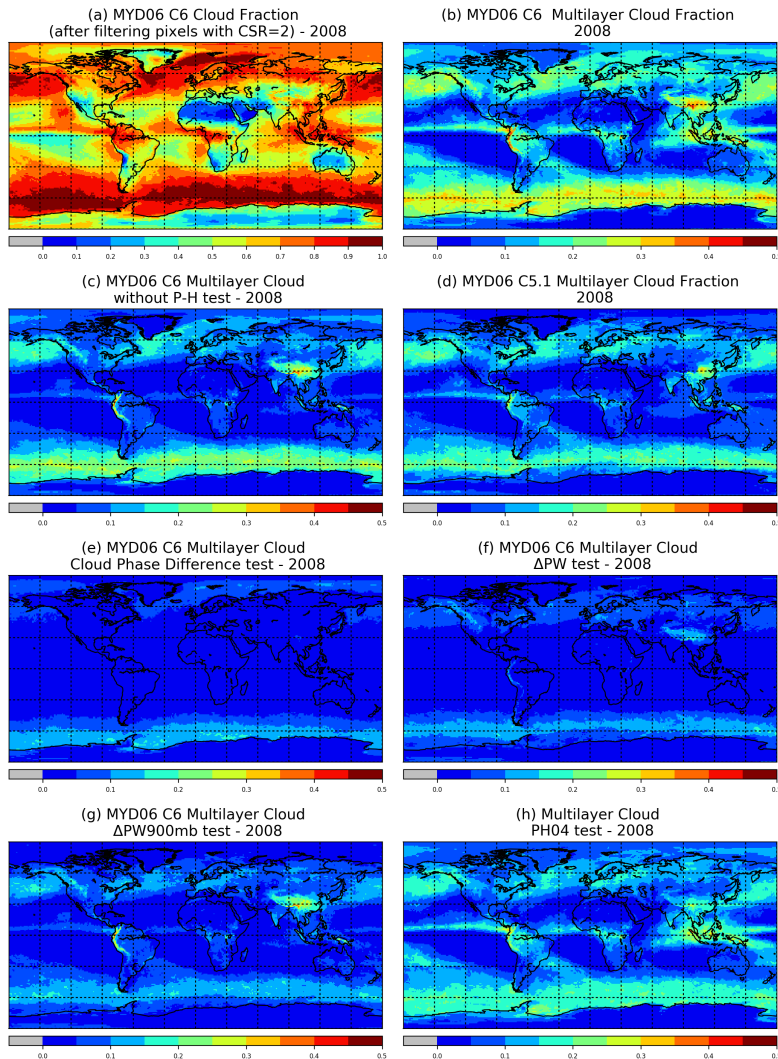 (a) MYD06 C6 Cloud Fraction
(after filtering pixels with CSR=2) - 2008
0.0 0.1 0.2 0.3 0.4 0.5 0.6 0.7 0.8 0.9 1.0
(b) MYD06 C6 Multilayer Cloud Fraction
2008
0.0 0.1 0.2 0.3 0.4 0.
(c) MYD06 C6 Multilayer Cloud
without P-H test - 2008
0.0 0.1 0.2 0.3 0.4 0.5
(d) MYD06 C5.1 Multilayer Cloud Fraction
2008
0.0 0.1 0.2 0.3 0.4 0.
(e) MYD06 C6 Multilayer Cloud
Cloud Phase Difference test - 2008
0.0 0.1 0.2 0.3 0.4 0.5
(f) MYD06 C6 Multilayer Cloud
ΔPW test - 2008
0.0 0.1 0.2 0.3 0.4 0.
(g) MYD06 C6 Multilayer Cloud
ΔPW900mb test - 2008
0.0 0.1 0.2 0.3 0.4 0.5
(h) Multilayer Cloud
PH04 test - 2008
0.0 0.1 0.2 0.3 0.4 0.